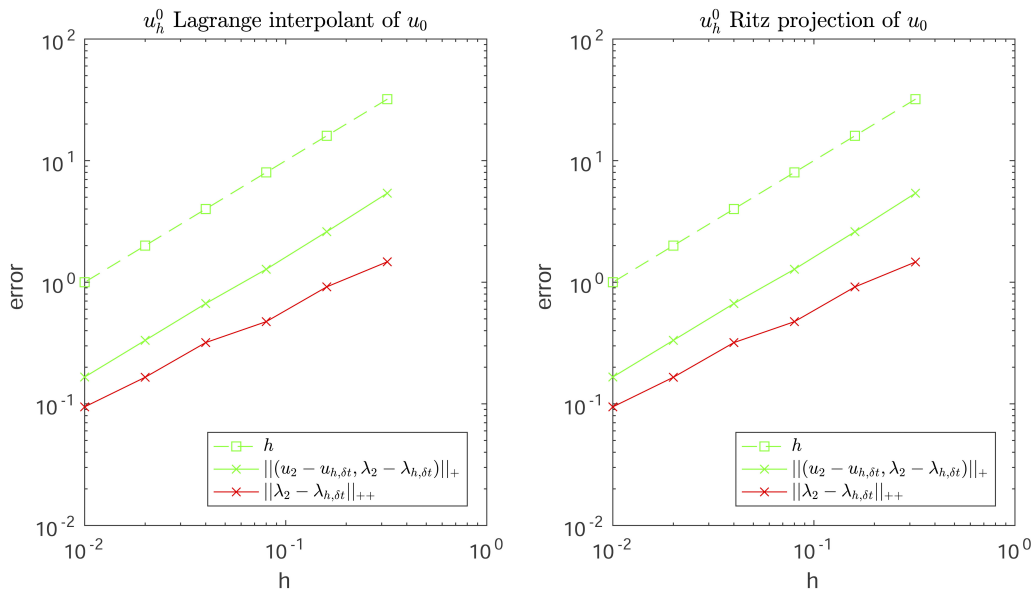 u_h^0 Lagrange interpolant of u_0
10^2
10^1
10^0
10^-1
10^-2
error
10^-2
10^-1
10^0
h
h
||(u_2 − u_{h,δt}, λ_2 − λ_{h,δt})||_+
||λ_2 − λ_{h,δt}||_{++}
u_h^0 Ritz projection of u_0
10^2
10^1
10^0
10^-1
10^-2
error
10^-2
10^-1
10^0
h
h
||(u_2 − u_{h,δt}, λ_2 − λ_{h,δt})||_+
||λ_2 − λ_{h,δt}||_{++}